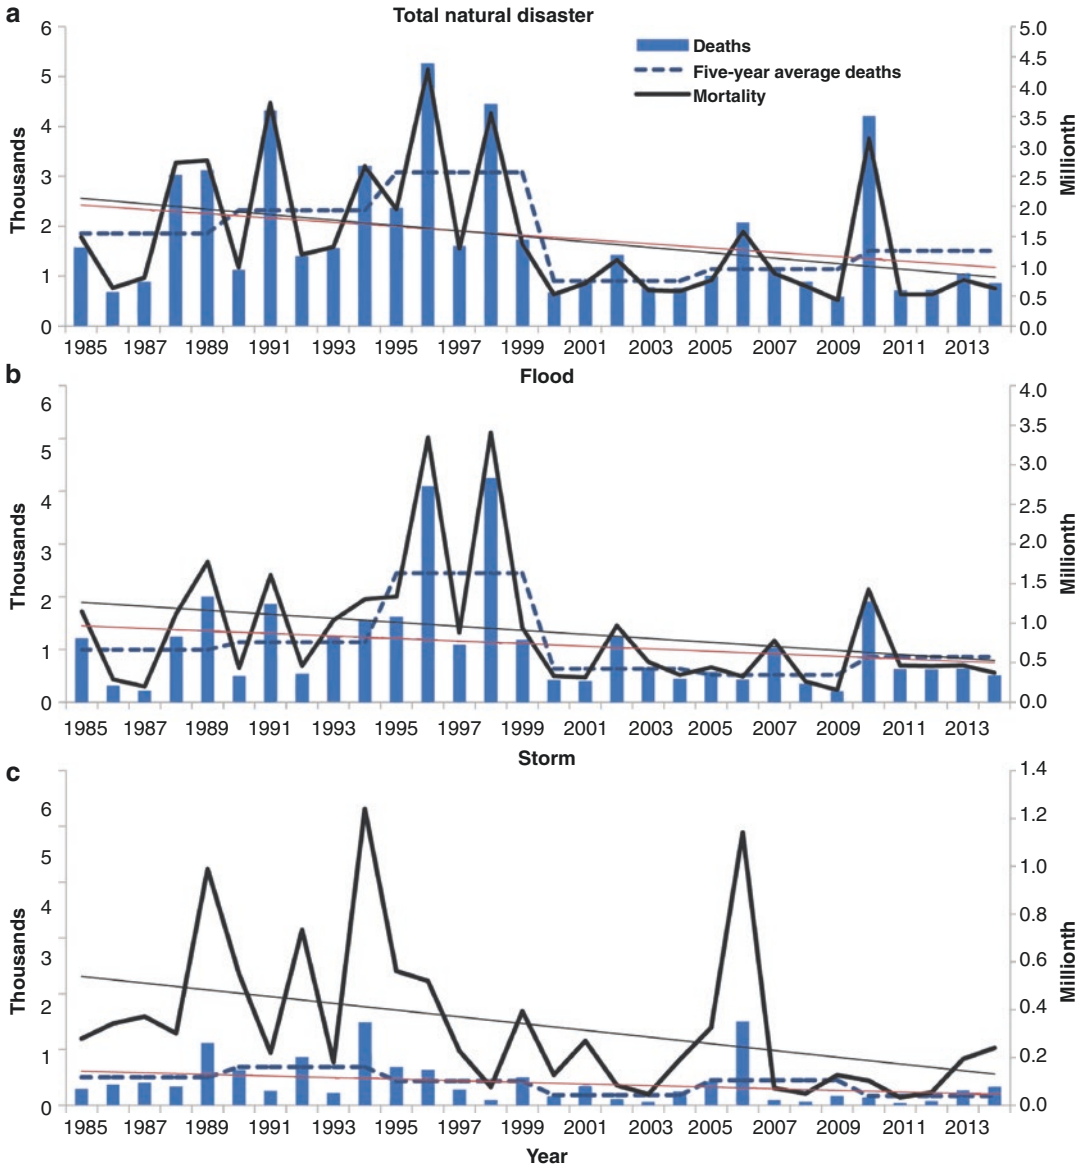 a
Total natural disaster
Deaths
Five-year average deaths
Mortality
6
5
4
3
2
1
0
Thousands
5.0
4.5
4.0
3.5
3.0
2.5
2.0
1.5
1.0
0.5
0.0
Millionth
1985 1987 1989 1991 1993 1995 1997 1999 2001 2003 2005 2007 2009 2011 2013
b
Flood
6
5
4
3
2
1
0
Thousands
4.0
3.5
3.0
2.5
2.0
1.5
1.0
0.5
0.0
Millionth
1985 1987 1989 1991 1993 1995 1997 1999 2001 2003 2005 2007 2009 2011 2013
c
Storm
6
5
4
3
2
1
0
Thousands
1.4
1.2
1.0
0.8
0.6
0.4
0.2
0.0
Millionth
1985 1987 1989 1991 1993 1995 1997 1999 2001 2003 2005 2007 2009 2011 2013
Year